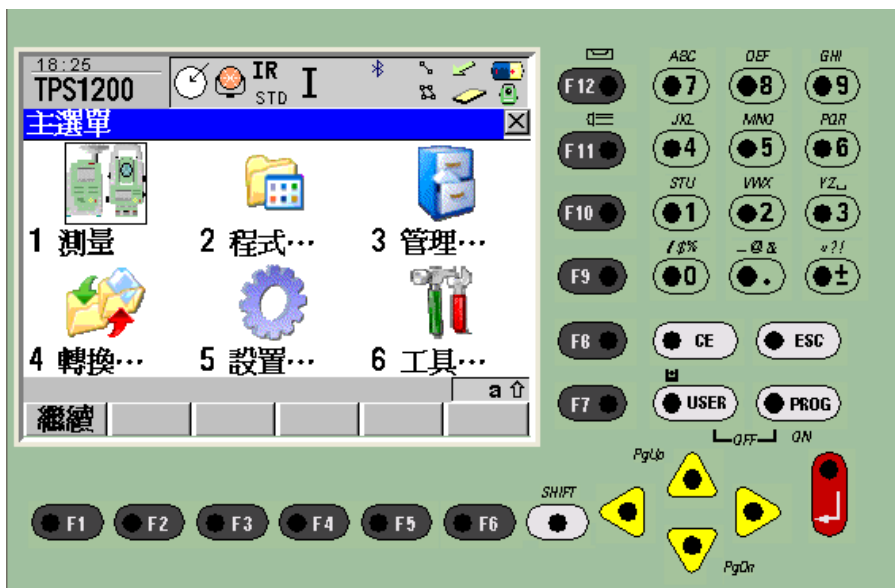 18:25
TPS1200
IR
STD
I
主選單
1 測量
2 程式…
3 管理…
4 轉換…
5 設置…
6 工具…
a
繼續
F12
ABC
7
DEF
8
GHI
9
F11
JKL
4
MNO
5
PQR
6
F10
STU
1
VWX
2
YZ
3
F9
/$%
0
_@&
.
*?!
±
F8
CE
ESC
F7
USER
PROG
OFF
ON
PgUp
PgDn
SHIFT
F1
F2
F3
F4
F5
F6